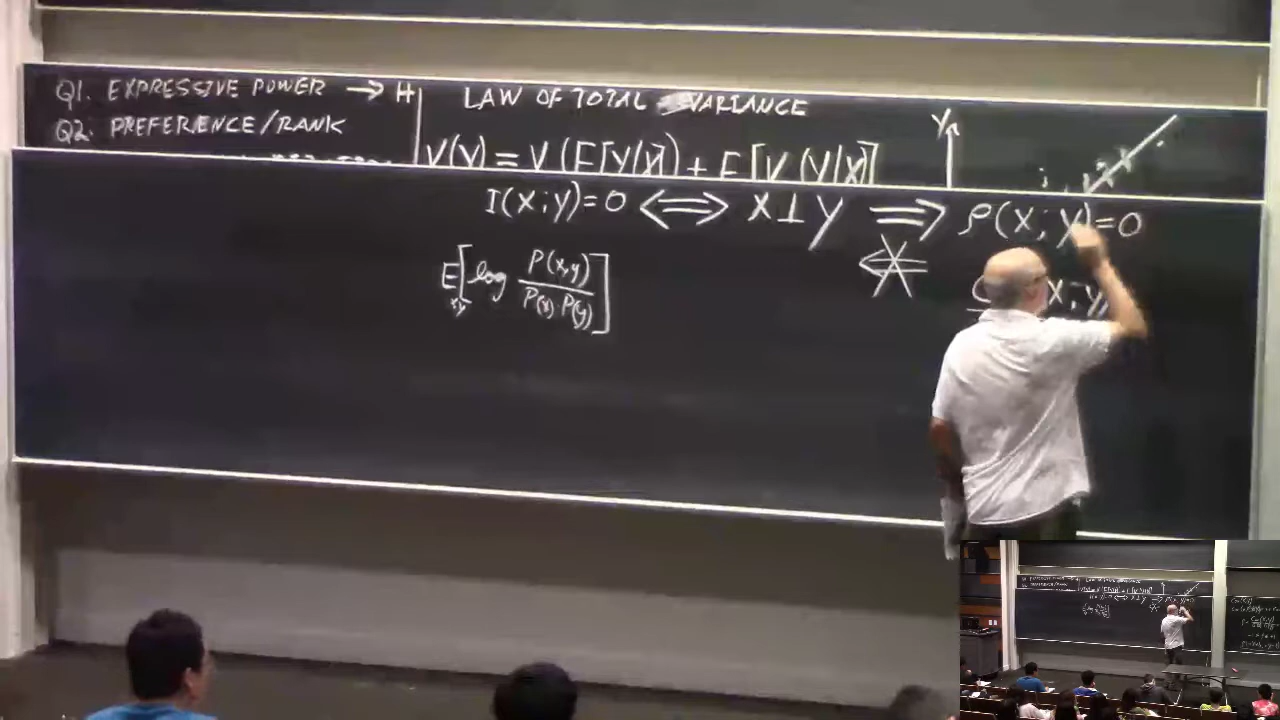 Q1. EXPRESSIVE POWER → H
Q2. PREFERENCE/RANK
LAW OF TOTAL VARIANCE
V(Y) = V(E[Y|X]) + E[V(Y|X]
Y
I(X;Y)=0 ⟺ X⊥Y ⟹ ρ(X;Y)=0
E[log P(x,y) / P(x) P(y)]
x,y
X;Y